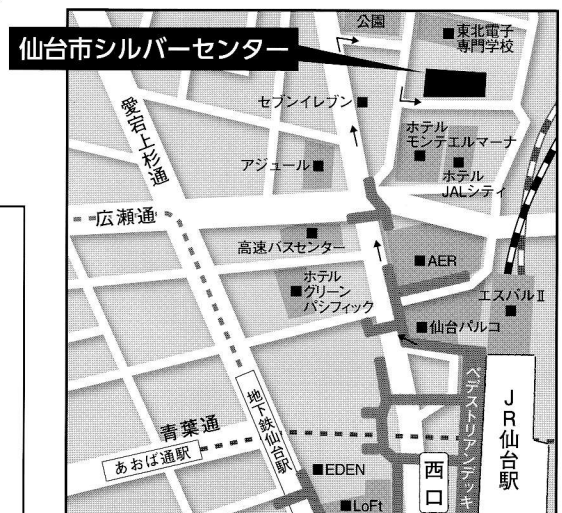 公園
東北電子
専門学校
仙台市シルバーセンター
セブンイレブン
ホテル
モンテエルマーナ
愛宕上杉通
アジュール
ホテル
JALシティ
広瀬通
高速バスセンター
AER
ホテル
グリーン
パシフィック
エスパルⅡ
仙台パルコ
ペデストリアンデッキ
JR仙台駅
地下鉄仙台駅
青葉通
あおば通駅
EDEN
西口
LoFt